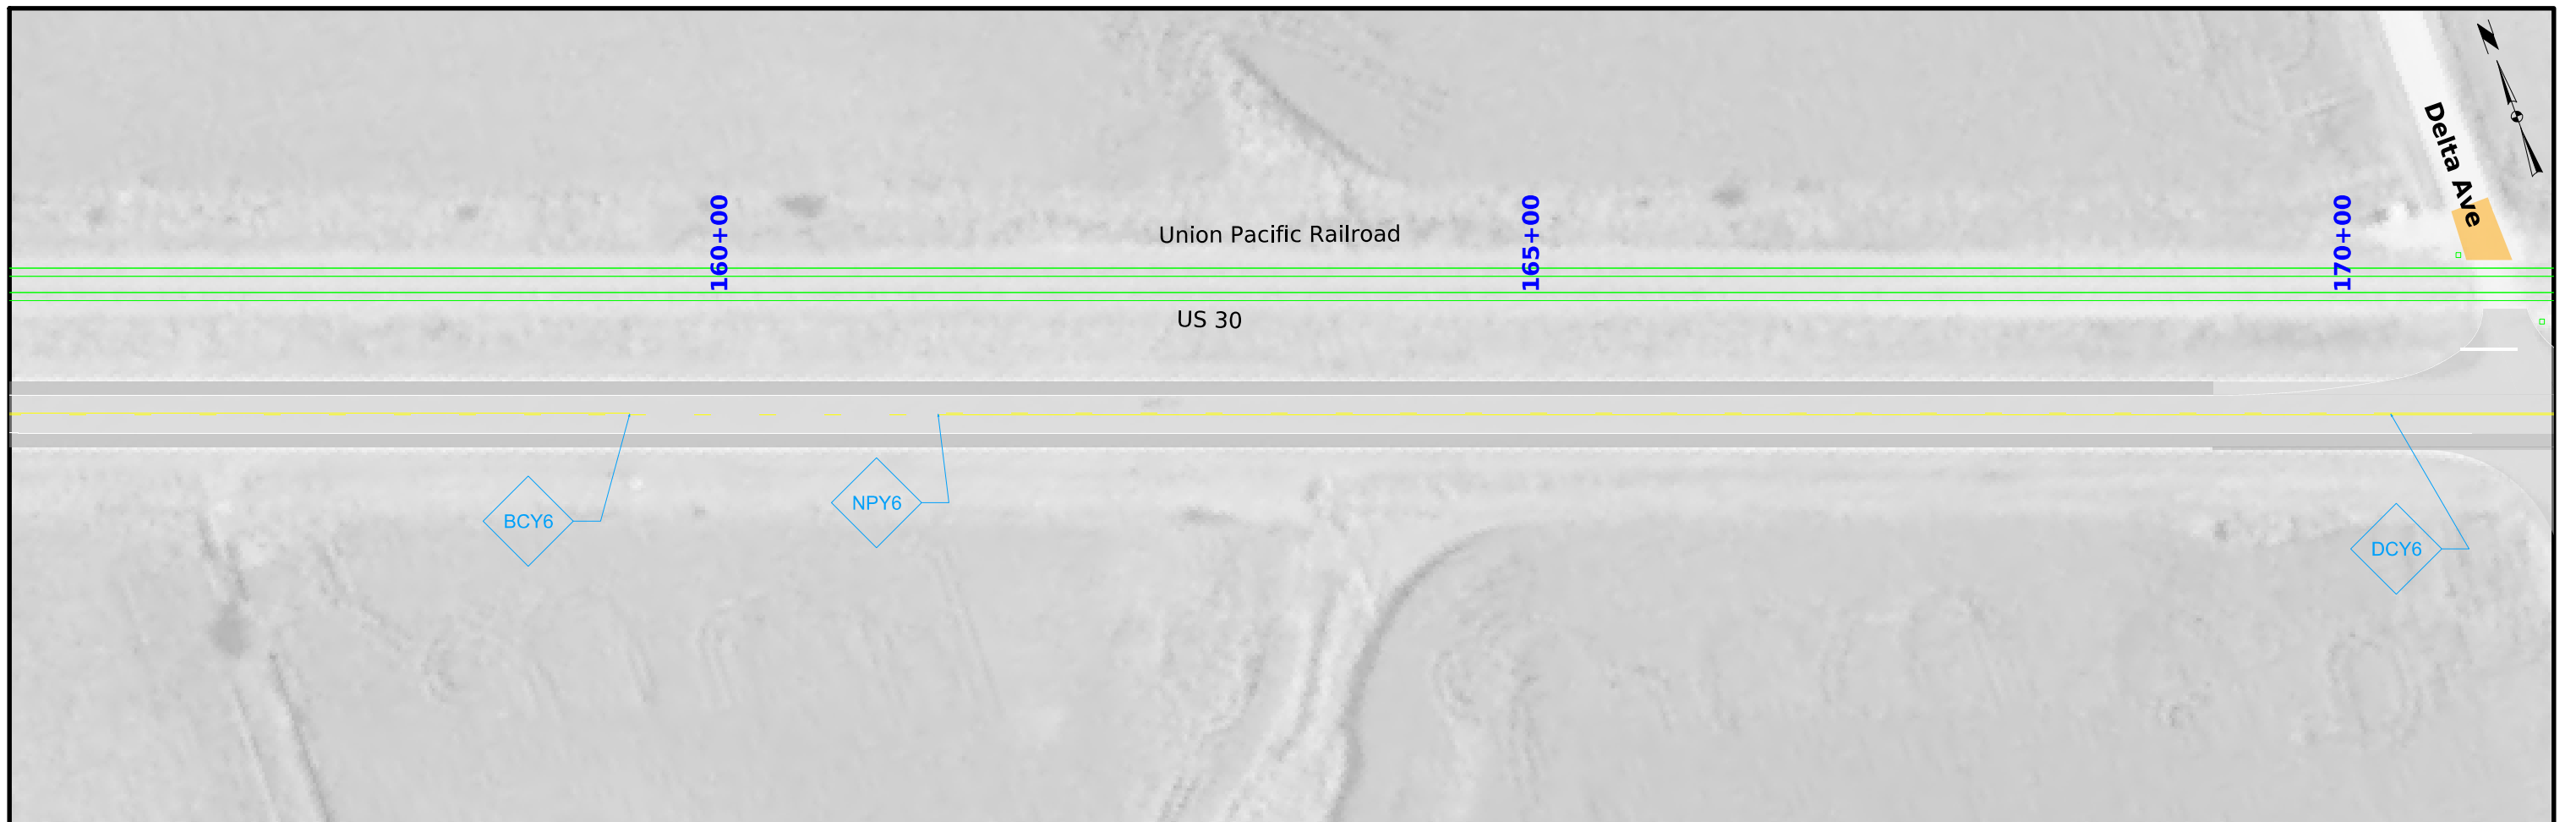 N
Delta Ave
160+00
165+00
170+00
Union Pacific Railroad
US 30
BCY6
NPY6
DCY6